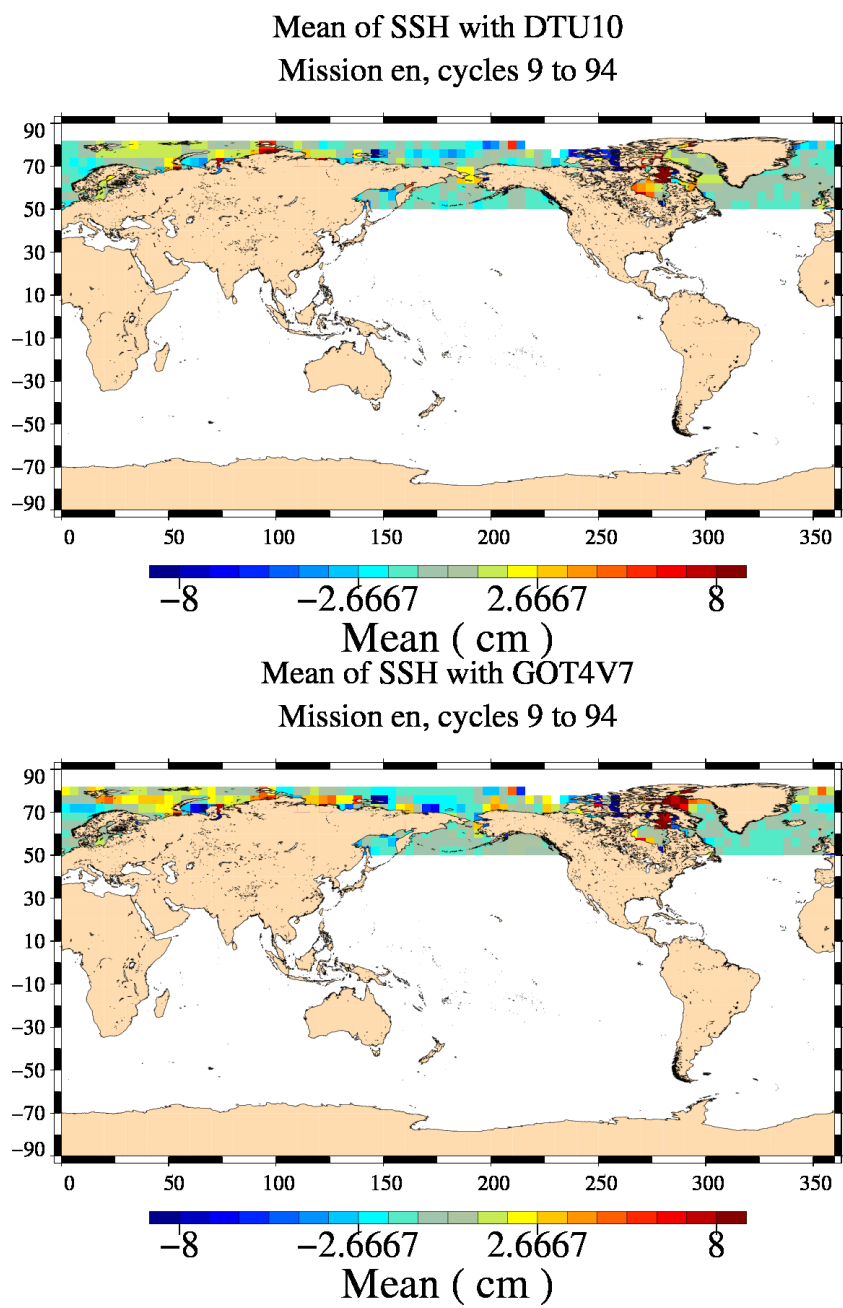 Mean of SSH with DTU10
Mission en, cycles 9 to 94
90
70
50
30
10
−10
−30
−50
−70
−90
0 50 100 150 200 250 300 350
−8 −2.6667 2.6667 8
Mean ( cm )
Mean of SSH with GOT4V7
Mission en, cycles 9 to 94
90
70
50
30
10
−10
−30
−50
−70
−90
0 50 100 150 200 250 300 350
−8 −2.6667 2.6667 8
Mean ( cm )